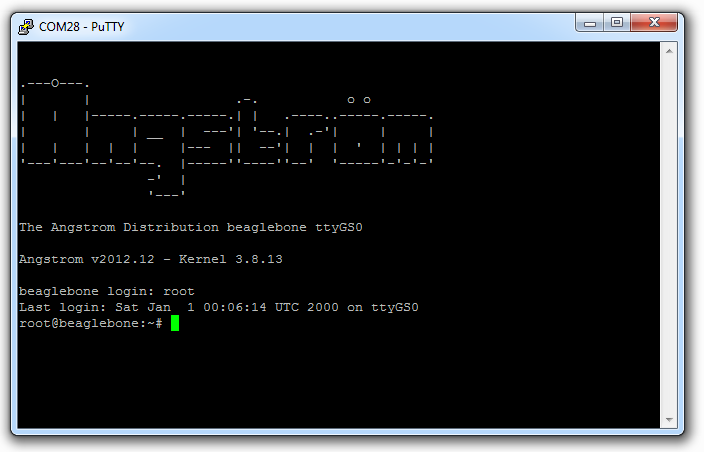 COM28 - PuTTY
.---O---.
|       |                  .-.           o o
|   |   |-----.-----.-----.| |   .----..-----.-----.
|       |     | __  |  ---'| '--.|  .-'|     |     |
|   |   |  |  |     |---  ||  --'|  |  |  '  | | | |
'---'---'--'--'--.  |-----''----'--'  '-----'-'-'-'
                -'  |
                '---'
The Angstrom Distribution beaglebone ttyGS0
Angstrom v2012.12 - Kernel 3.8.13
beaglebone login: root
Last login: Sat Jan  1 00:06:14 UTC 2000 on ttyGS0
root@beaglebone:~#